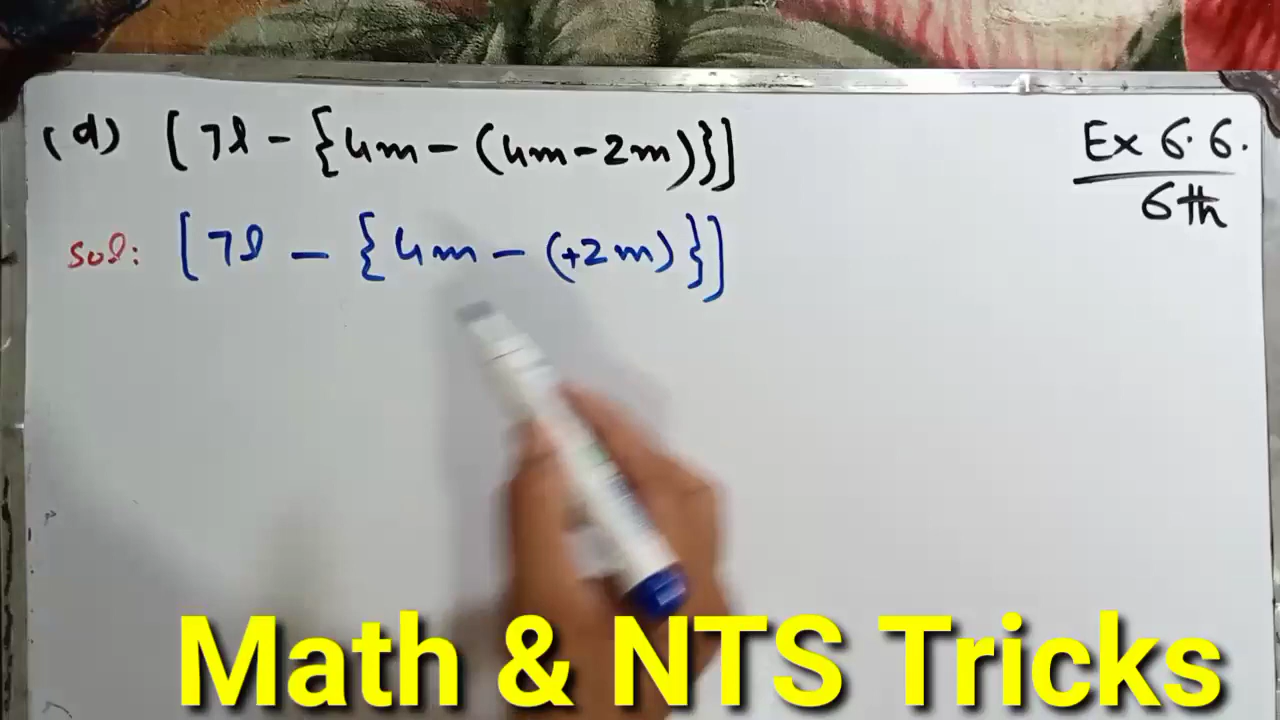 (d) [7l - {4m - (4m - 2m)}]
Ex 6.6.
6th
Sol: [7l - {4m - (+2m)}]
Math & NTS Tricks